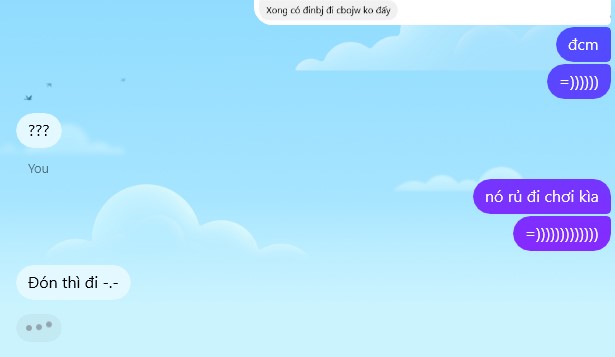 Xong có đinbj đi cbojw ko đấy
đcm
=))))))
???
You
nó rủ đi chơi kìa
=)))))))))))))
Đón thì đi -.-